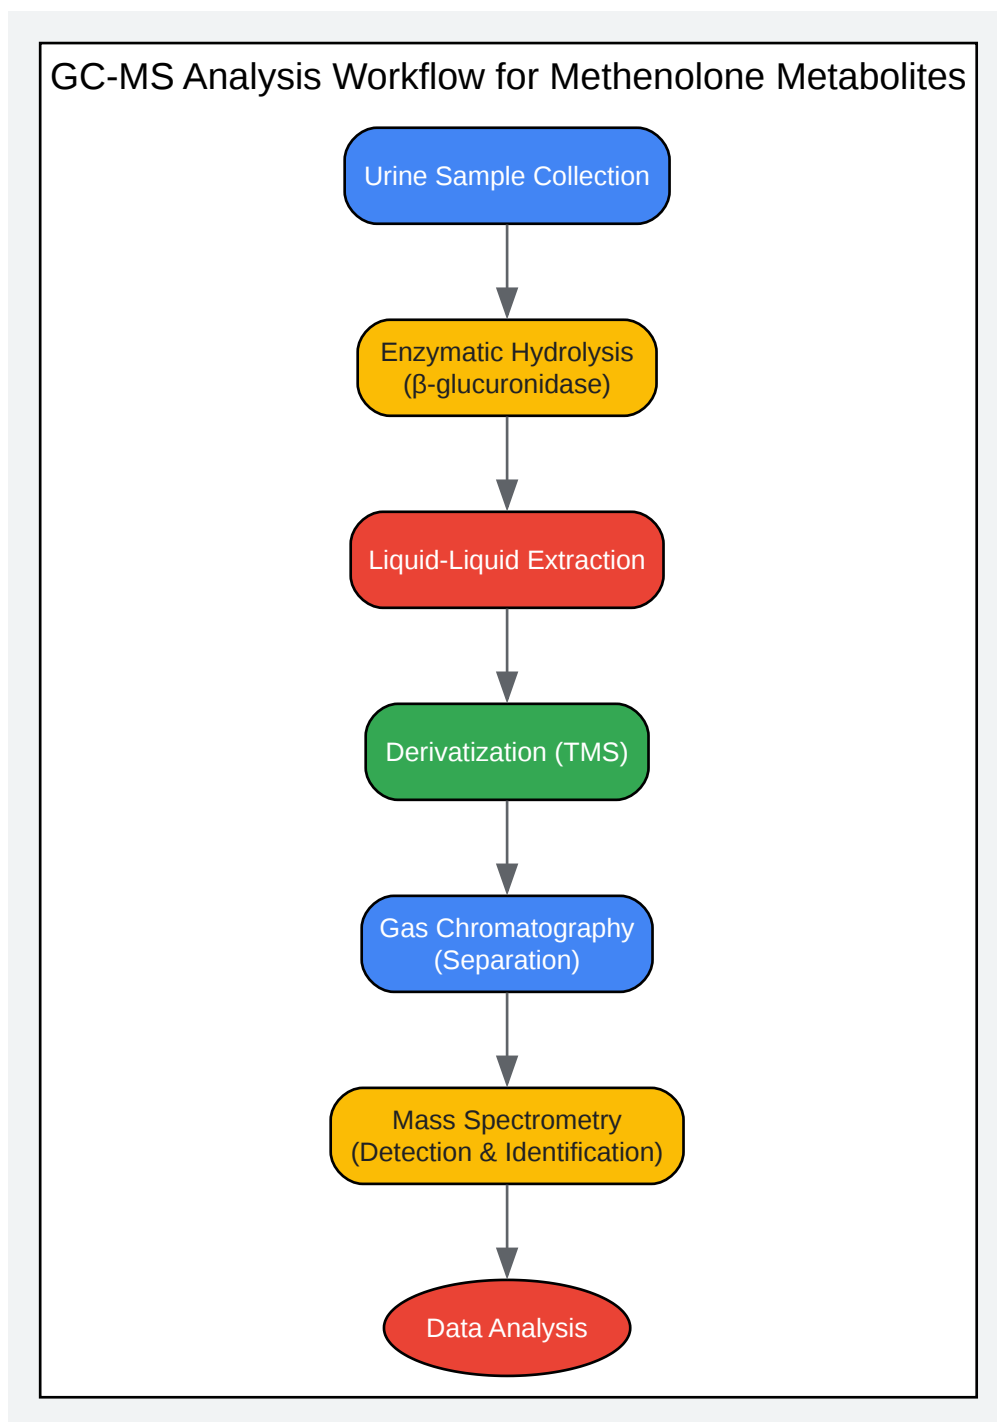 GC-MS Analysis Workflow for Methenolone Metabolites
Urine Sample Collection
Enzymatic Hydrolysis
(β-glucuronidase)
Liquid-Liquid Extraction
Derivatization (TMS)
Gas Chromatography
(Separation)
Mass Spectrometry
(Detection & Identification)
Data Analysis